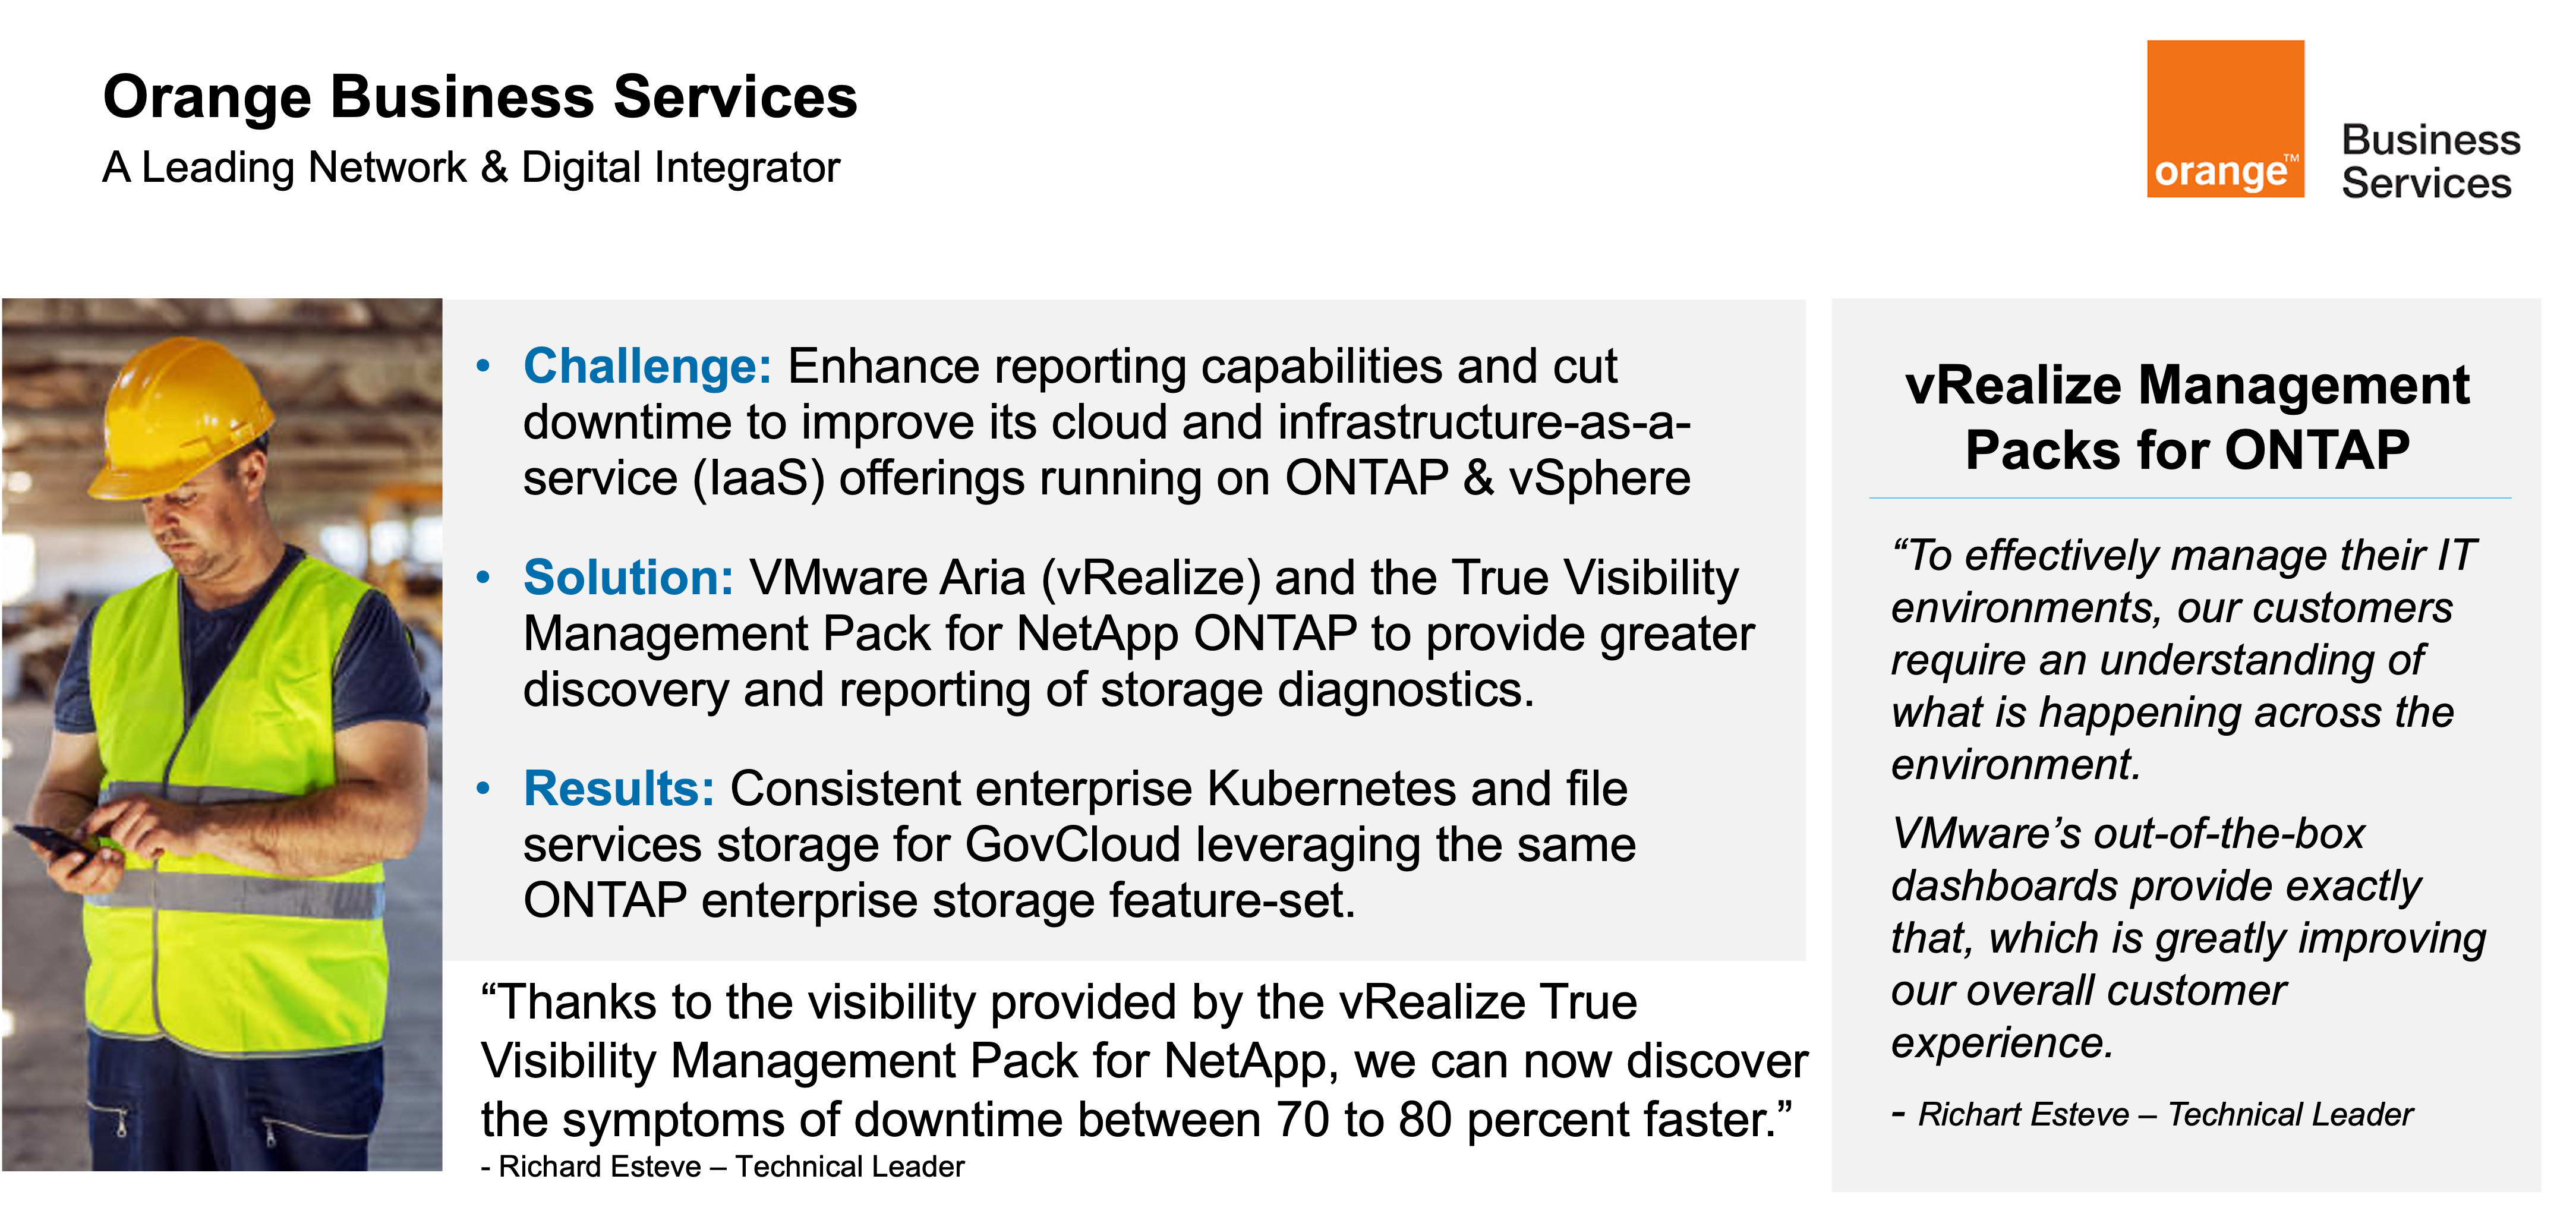 Orange Business Services
A Leading Network & Digital Integrator
orange™
Business
Services
• Challenge: Enhance reporting capabilities and cut
downtime to improve its cloud and infrastructure-as-a-
service (IaaS) offerings running on ONTAP & vSphere
• Solution: VMware Aria (vRealize) and the True Visibility
Management Pack for NetApp ONTAP to provide greater
discovery and reporting of storage diagnostics.
• Results: Consistent enterprise Kubernetes and file
services storage for GovCloud leveraging the same
ONTAP enterprise storage feature-set.
“Thanks to the visibility provided by the vRealize True
Visibility Management Pack for NetApp, we can now discover
the symptoms of downtime between 70 to 80 percent faster.”
- Richard Esteve – Technical Leader
vRealize Management
Packs for ONTAP
“To effectively manage their IT
environments, our customers
require an understanding of
what is happening across the
environment.
VMware’s out-of-the-box
dashboards provide exactly
that, which is greatly improving
our overall customer
experience.
- Richart Esteve – Technical Leader